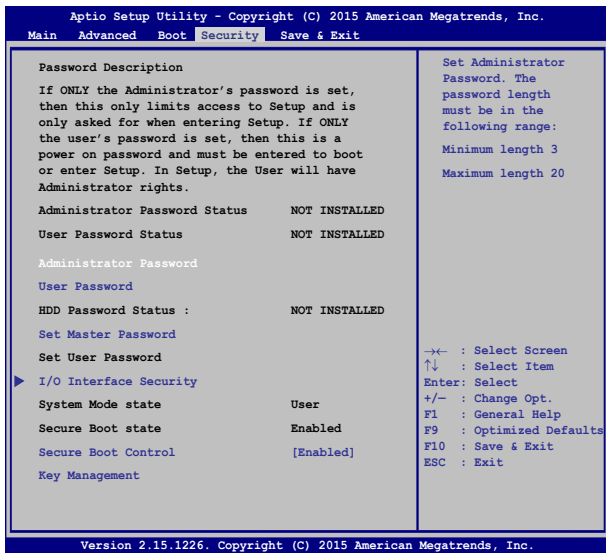 Aptio Setup Utility - Copyright (C) 2015 American Megatrends, Inc.
Main Advanced Boot Security Save & Exit
Password Description
If ONLY the Administrator's password is set,
then this only limits access to Setup and is
only asked for when entering Setup. If ONLY
the user's password is set, then this is a
power on password and must be entered to boot
or enter Setup. In Setup, the User will have
Administrator rights.
Administrator Password Status NOT INSTALLED
User Password Status NOT INSTALLED
Administrator Password
User Password
HDD Password Status : NOT INSTALLED
Set Master Password
Set User Password
I/O Interface Security
System Mode state User
Secure Boot state Enabled
Secure Boot Control [Enabled]
Key Management
Set Administrator
Password. The
password length
must be in the
following range:
Minimum length 3
Maximum length 20
→← : Select Screen
↑↓ : Select Item
Enter: Select
+/— : Change Opt.
F1 : General Help
F9 : Optimized Defaults
F10 : Save & Exit
ESC : Exit
Version 2.15.1226. Copyright (C) 2015 American Megatrends, Inc.